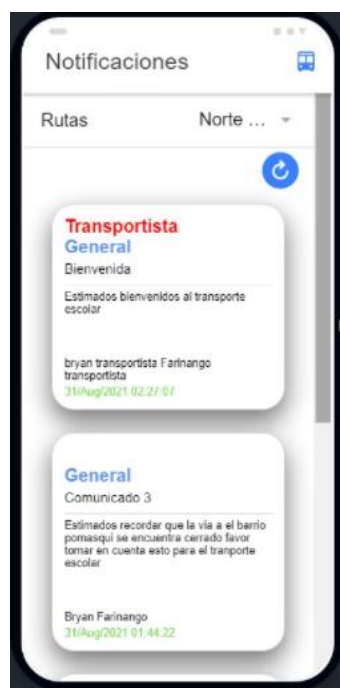 Notificaciones
Rutas Norte ...
Transportista
General
Bienvenida
Estimados bienvenidos al transporte
escolar
bryan transportista Farinango
transportista
31/Aug/2021 02:27:07
General
Comunicado 3
Estimados recordar que la via a el barrio
pomasqui se encuentra cerrado favor
tomar en cuenta esto para el tranporte
escolar
Bryan Farinango
31/Aug/2021 01:44:22